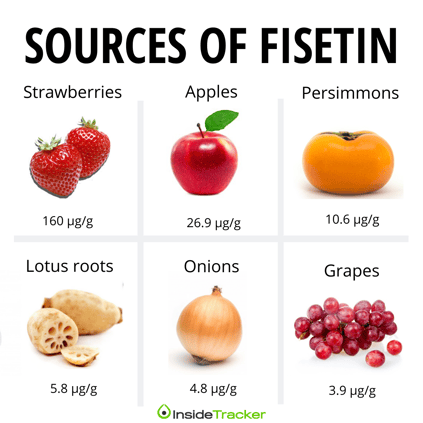 SOURCES OF FISETIN
Strawberries
Apples
Persimmons
160 µg/g
26.9 µg/g
10.6 µg/g
Lotus roots
Onions
Grapes
5.8 µg/g
4.8 µg/g
3.9 µg/g
InsideTracker